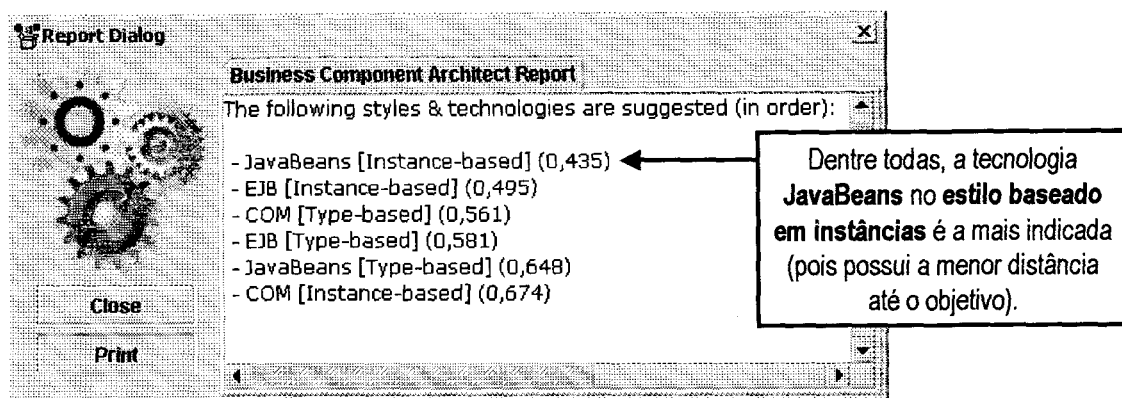 Report Dialog
Business Component Architect Report
The following styles & technologies are suggested (in order):
- JavaBeans [Instance-based] (0,435)
- EJB [Instance-based] (0,495)
- COM [Type-based] (0,561)
- EJB [Type-based] (0,581)
- JavaBeans [Type-based] (0,648)
- COM [Instance-based] (0,674)
Close
Print
Dentre todas, a tecnologia
JavaBeans no estilo baseado
em instâncias é a mais indicada
(pois possui a menor distância
até o objetivo).